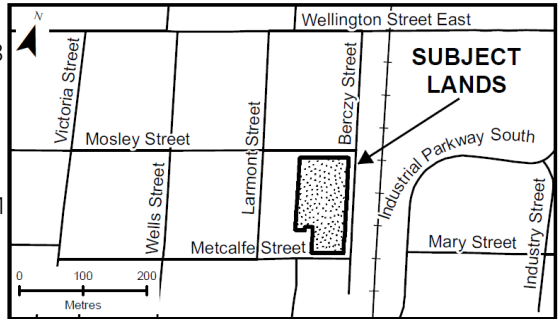 N
Wellington Street East
SUBJECT
LANDS
Victoria Street
Berczy Street
Mosley Street
Larmont Street
Industrial Parkway South
Wells Street
Metcalfe Street
Mary Street
Industry Street
0 100 200
Metres